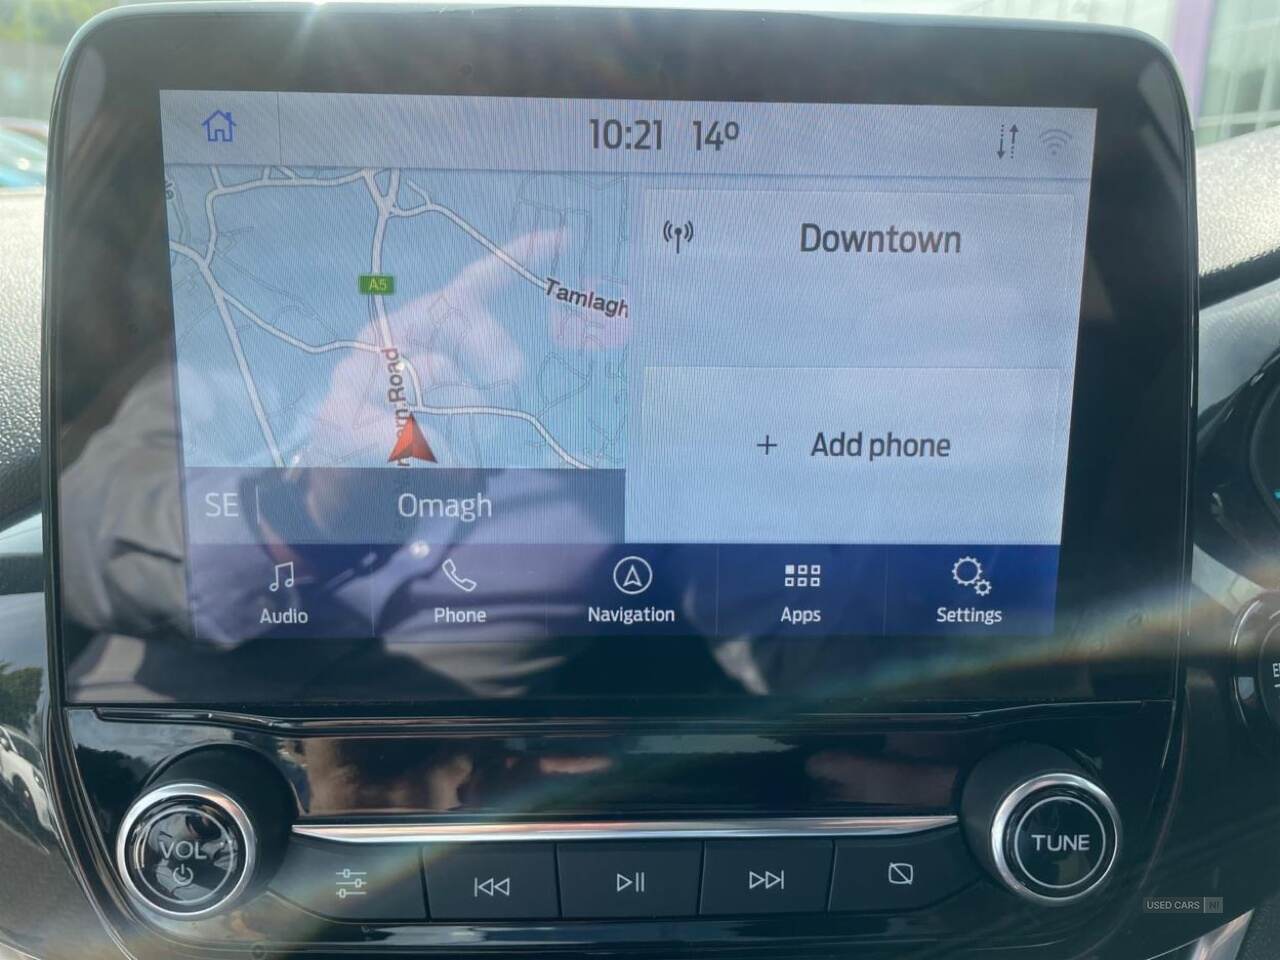 10:21 14º
A5
Tamlagh
Road
Downtown
+ Add phone
SE Omagh
Audio Phone Navigation Apps Settings
VOL TUNE
USED CARS NI